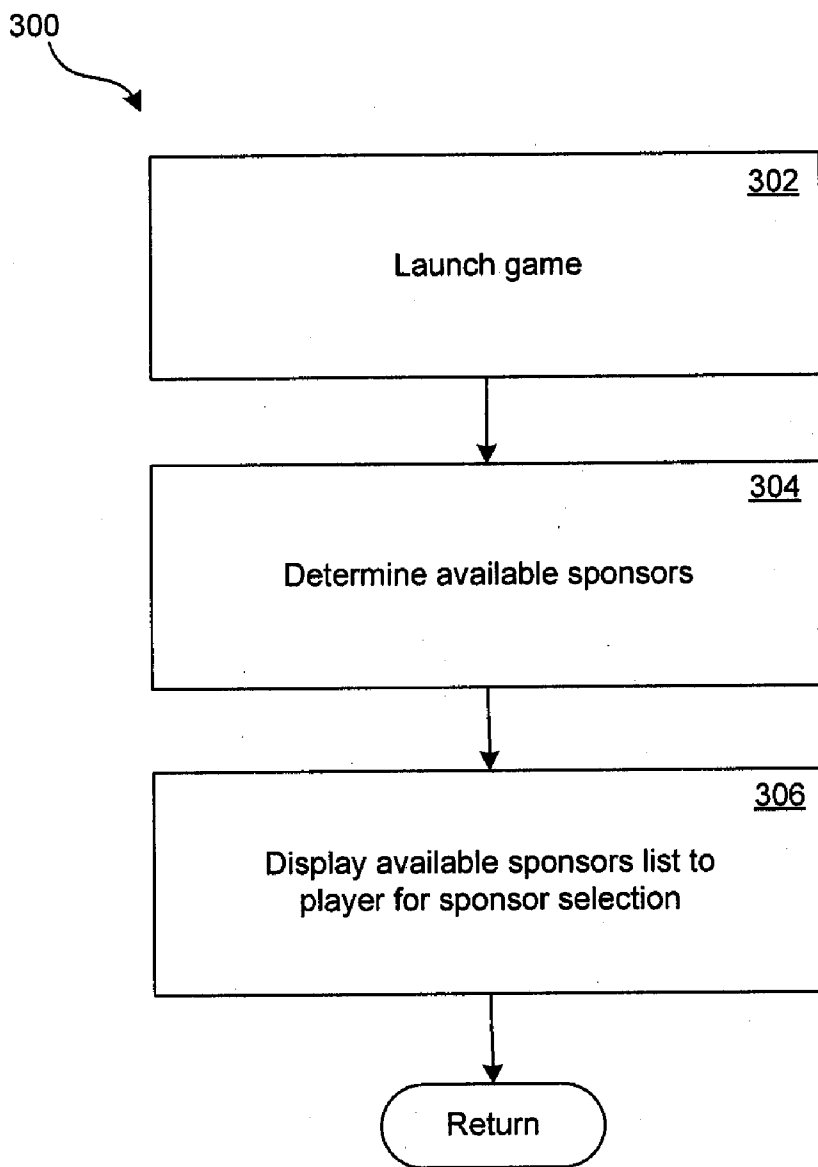 300
302
Launch game
304
Determine available sponsors
306
Display available sponsors list to
player for sponsor selection
Return